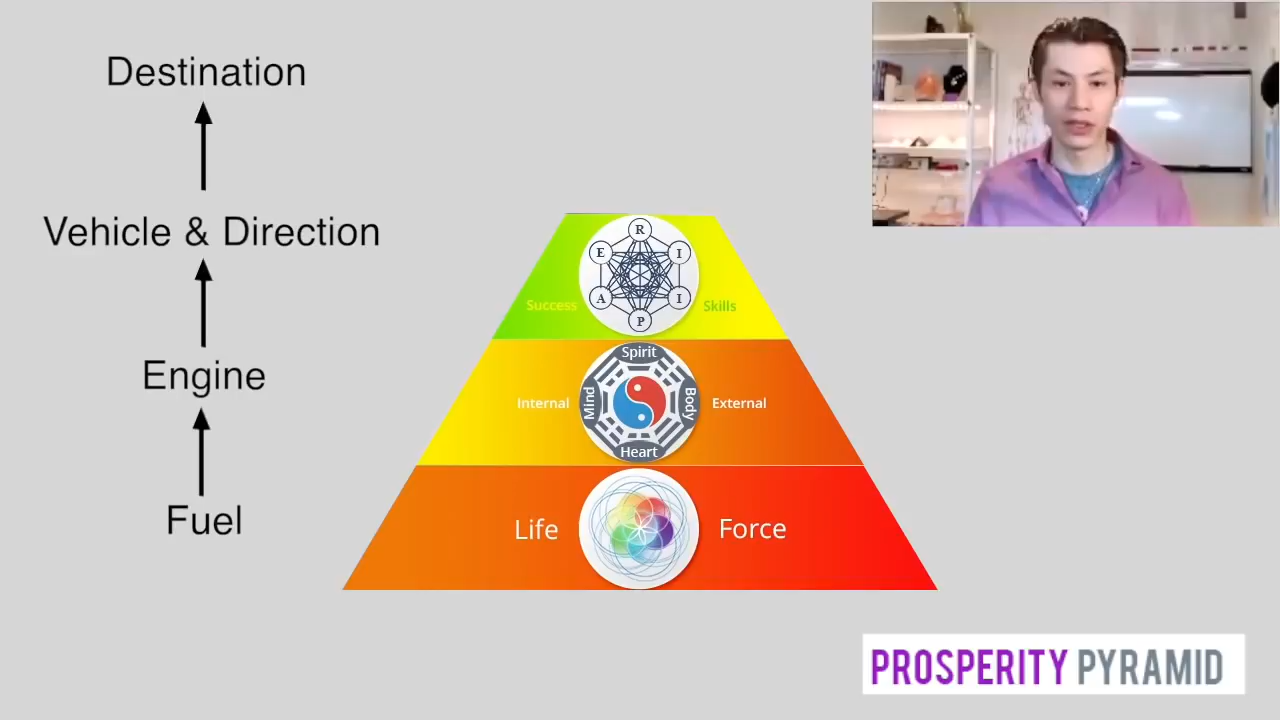 Destination
Vehicle & Direction
Engine
Fuel
R
E I
A I
P
Success Skills
Spirit
Internal Mind Body External
Heart
Life Force
PROSPERITY PYRAMID